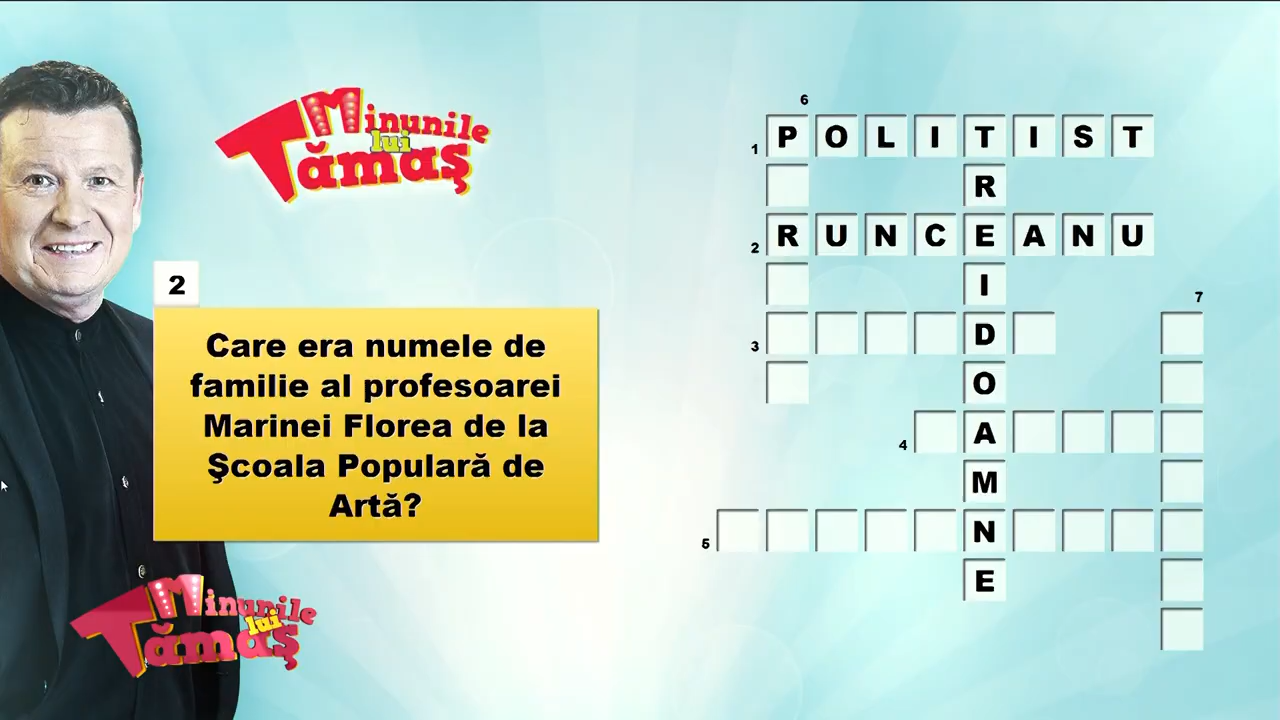 Minunile
lui
Tămaş
2
Care era numele de
familie al profesoarei
Marinei Florea de la
Şcoala Populară de
Artă?
Minunile
lui
Tămaş
6
1 POLITIST
R
2 RUNCEANU
I
7
3 D
O
4 A
M
5 N
E